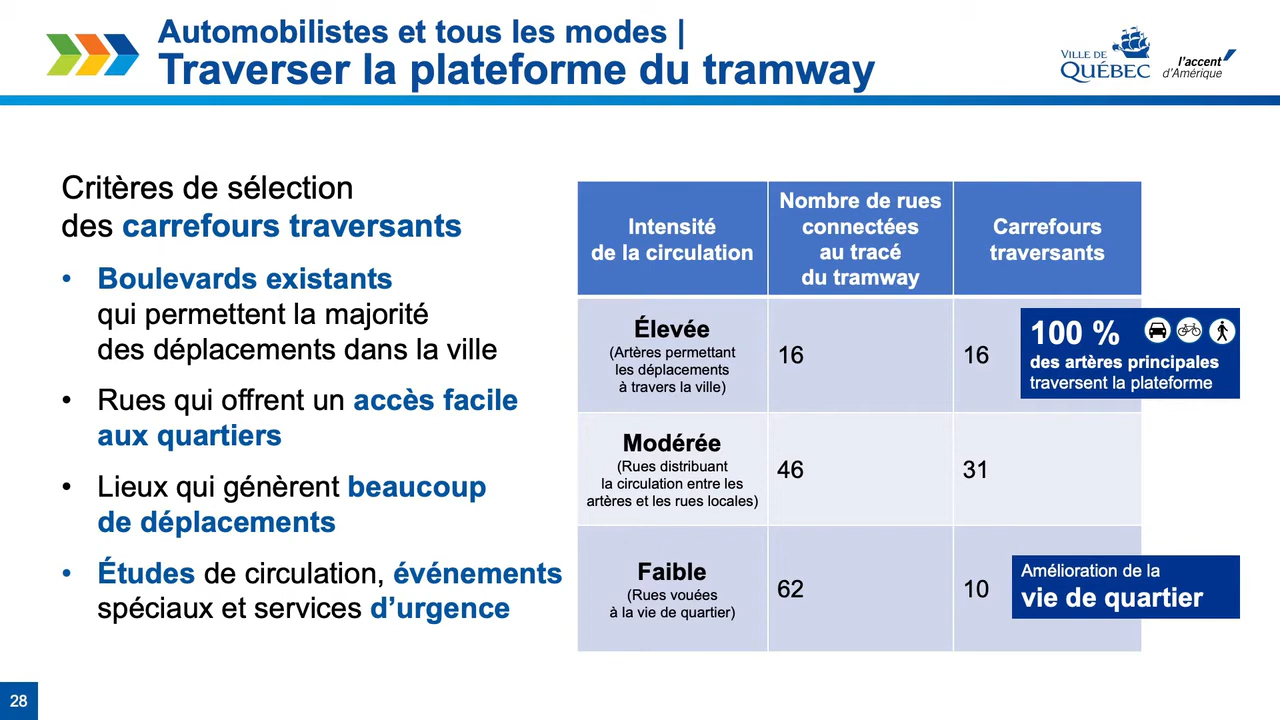 Automobilistes et tous les modes |
Traverser la plateforme du tramway
VILLE DE
QUÉBEC
l'accent
d'Amérique
Critères de sélection
des carrefours traversants
• Boulevards existants
qui permettent la majorité
des déplacements dans la ville
• Rues qui offrent un accès facile
aux quartiers
• Lieux qui génèrent beaucoup
de déplacements
• Études de circulation, événements
spéciaux et services d’urgence
Intensité
de la circulation
Nombre de rues
connectées
au tracé
du tramway
Carrefours
traversants
Élevée
(Artères permettant
les déplacements
à travers la ville)
16
16
100 %
des artères principales
traversent la plateforme
Modérée
(Rues distribuant
la circulation entre les
artères et les rues locales)
46
31
Faible
(Rues vouées
à la vie de quartier)
62
10
Amélioration de la
vie de quartier
28